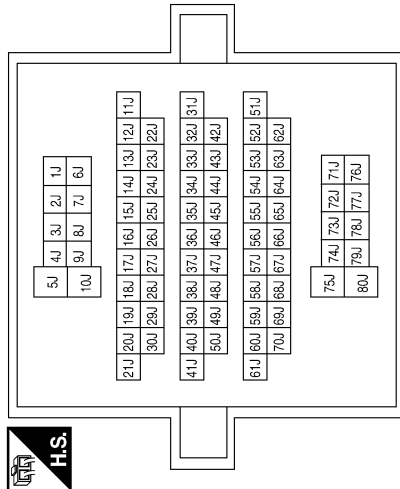 5J 4J 3J 2J 1J
10J 9J 8J 7J 6J
21J 20J 19J 18J 17J 16J 15J 14J 13J 12J 11J
30J 29J 28J 27J 26J 25J 24J 23J 22J
41J 40J 39J 38J 37J 36J 35J 34J 33J 32J 31J
50J 49J 48J 47J 46J 45J 44J 43J 42J
61J 60J 59J 58J 57J 56J 55J 54J 53J 52J 51J
70J 69J 68J 67J 66J 65J 64J 63J 62J
75J 74J 73J 72J 71J
80J 79J 78J 77J 76J
H.S.